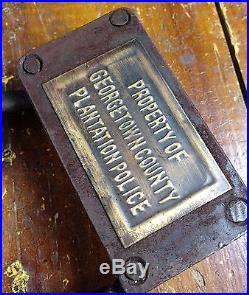 PROPERTY OF
GEORGETOWN COUNTY
PLANTATION POLICE